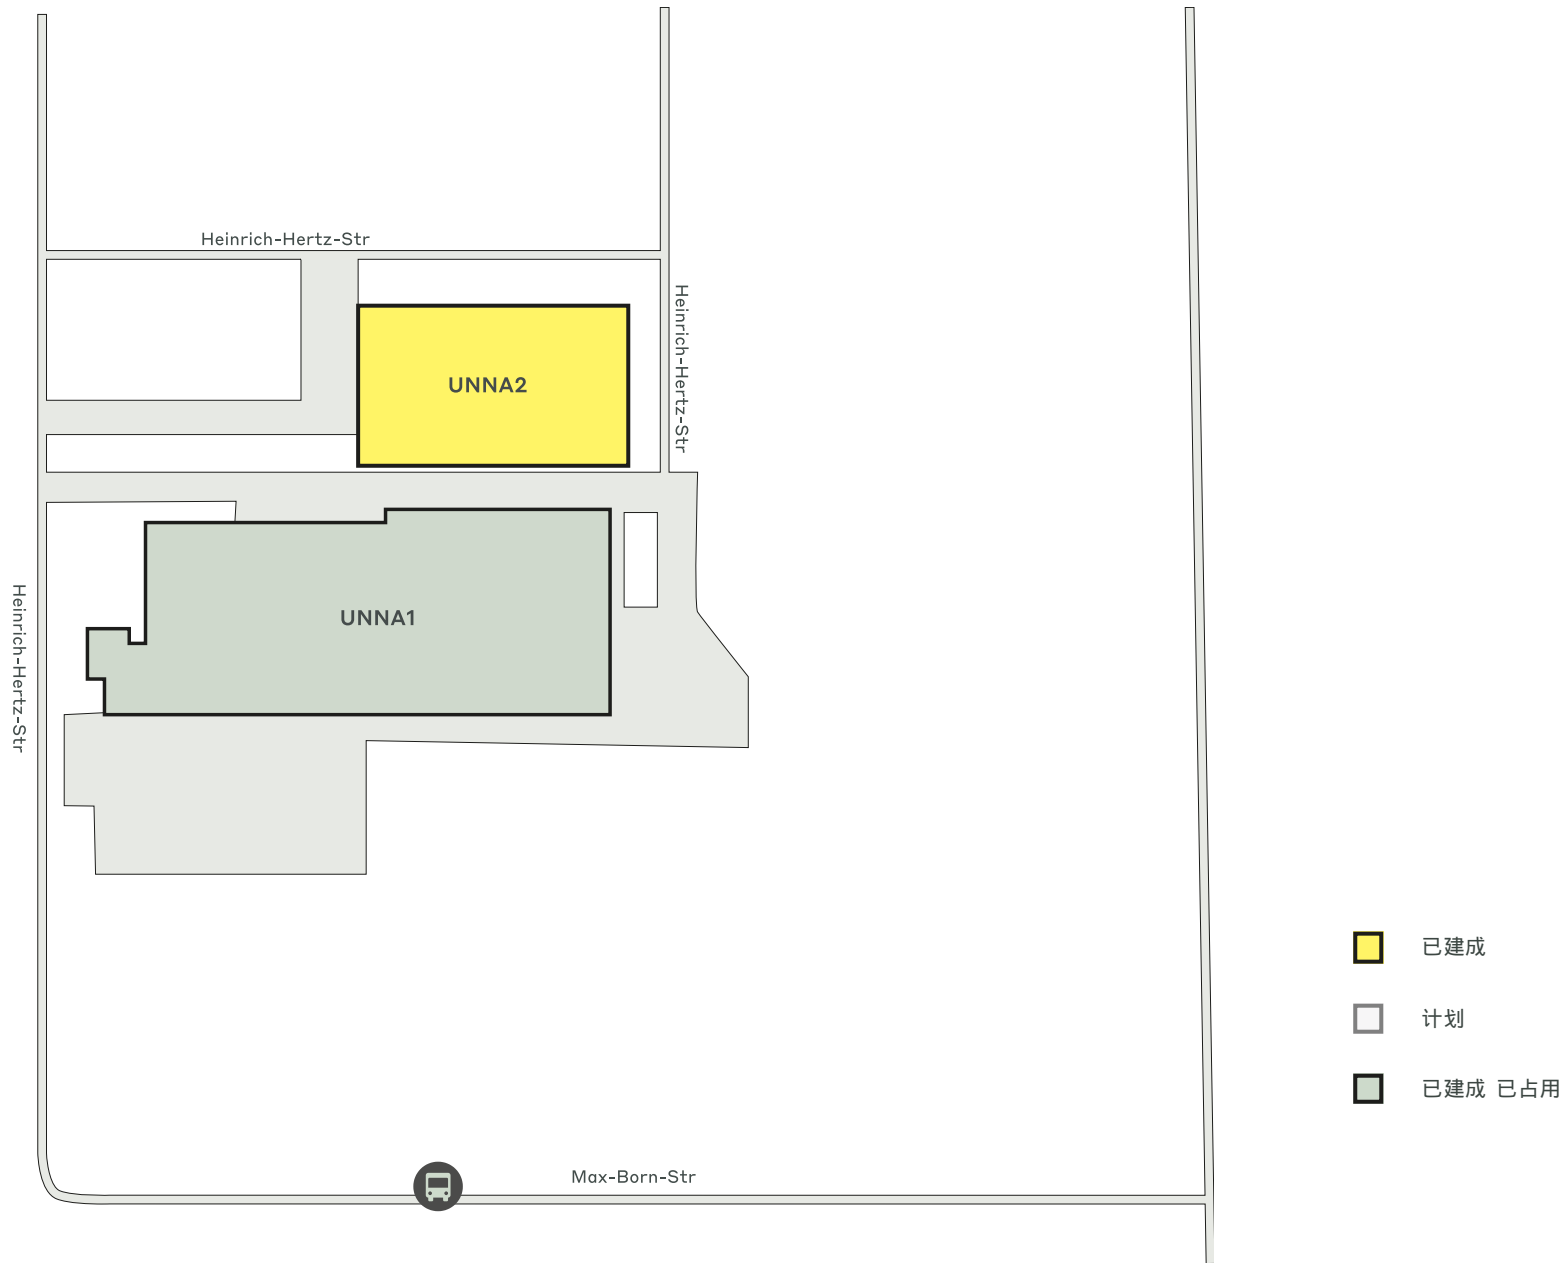 Heinrich-Hertz-Str
Heinrich-Hertz-Str
UNNA2
Heinrich-Hertz-Str
UNNA1
已建成
计划
已建成 已占用
Max-Born-Str